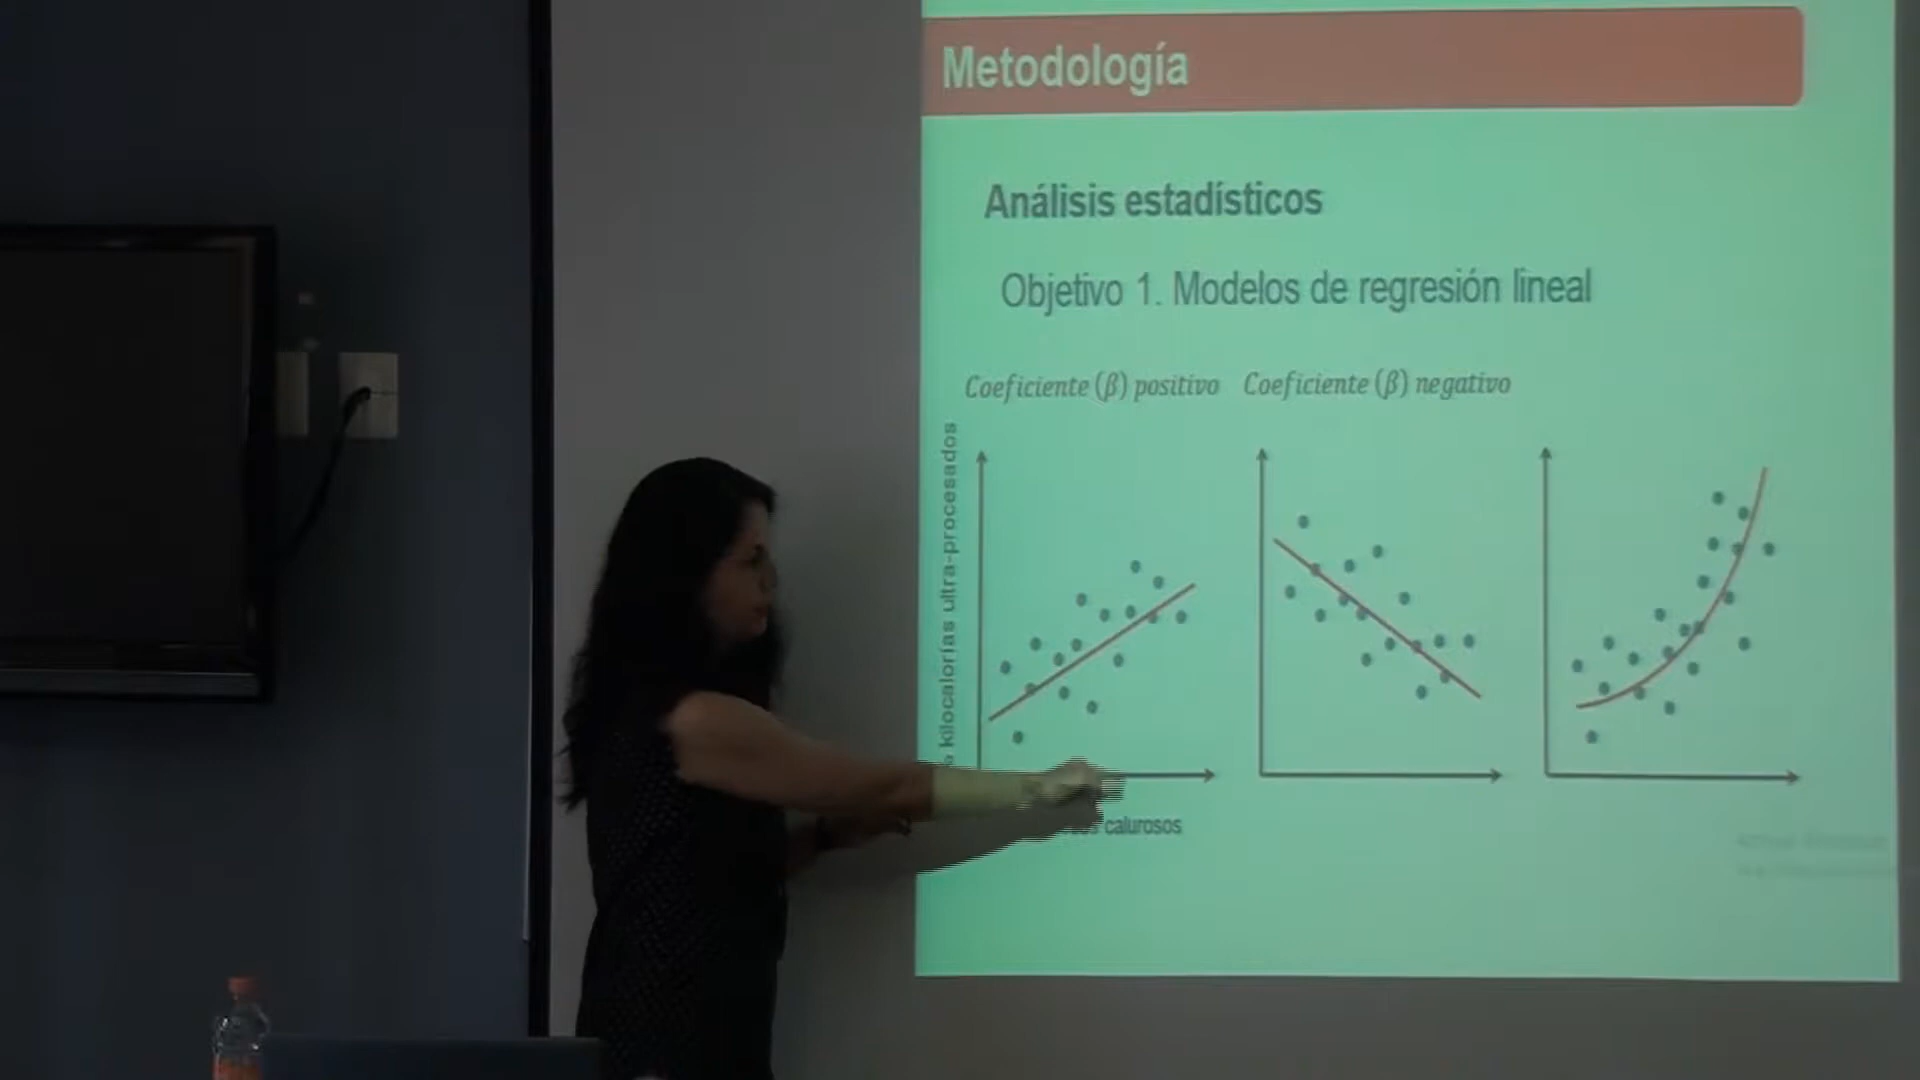 Metodología
Análisis estadísticos
Objetivo 1. Modelos de regresión lineal
Coeficiente (β) positivo Coeficiente (β) negativo
kilocalorías ultra-procesados
calurosos